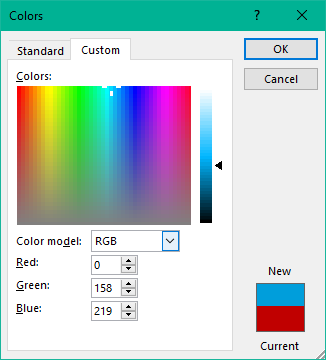 Colors
?
Standard
Custom
OK
Cancel
Colors:
Color model:
RGB
Red:
0
Green:
158
Blue:
219
New
Current